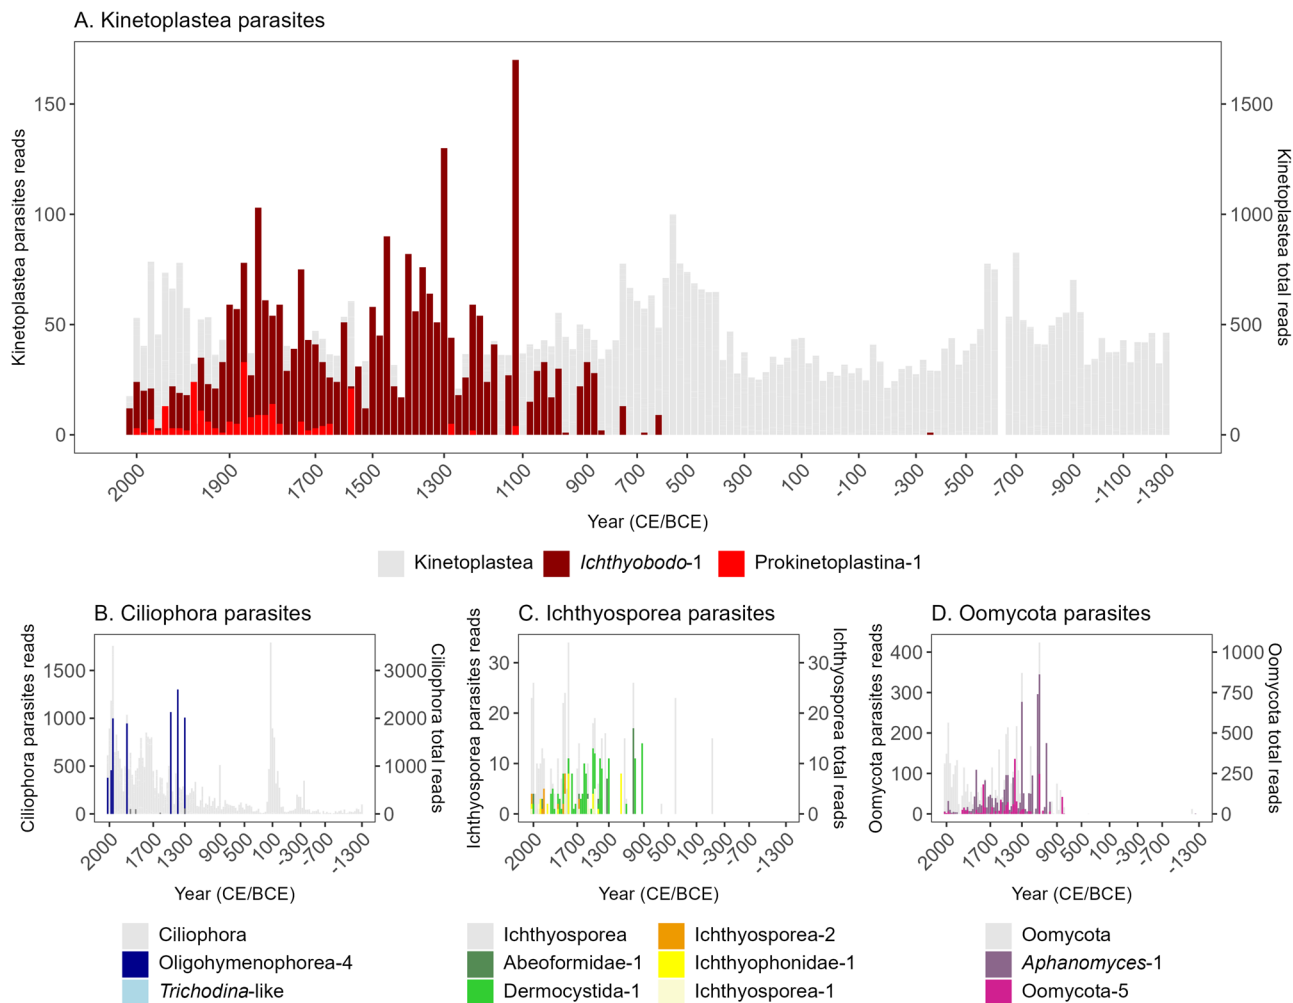 A. Kinetoplastea parasites
Kinetoplastea parasites reads
150
100
50
0
1500
1000
500
0
Kinetoplastea total reads
2000 1900 1700 1500 1300 1100 900 700 500 300 100 -100 -300 -500 -700 -900 -1100 -1300
Year (CE/BCE)
Kinetoplastea Ichthyobodo-1 Prokinetoplastina-1
B. Ciliophora parasites
Ciliophora parasites reads
1500
1000
500
0
3000
2000
1000
0
Ciliophora total reads
2000 1700 1300 900 500 100 -300 -700 -1300
Year (CE/BCE)
Ciliophora
Oligohymenophorea-4
Trichodina-like
C. Ichthyosporea parasites
Ichthyosporea parasites reads
30
20
10
0
30
20
10
0
Ichthyosporea total reads
2000 1700 1300 900 500 100 -300 -700 -1300
Year (CE/BCE)
Ichthyosporea
Abeoformidae-1
Dermocystida-1
Ichthyosporea-2
Ichthyophonidae-1
Ichthyosporea-1
D. Oomycota parasites
Oomycota parasites reads
400
300
200
100
0
1000
750
500
250
0
Oomycota total reads
2000 1700 1300 900 500 100 -300 -700 -1300
Year (CE/BCE)
Oomycota
Aphanomyces-1
Oomycota-5